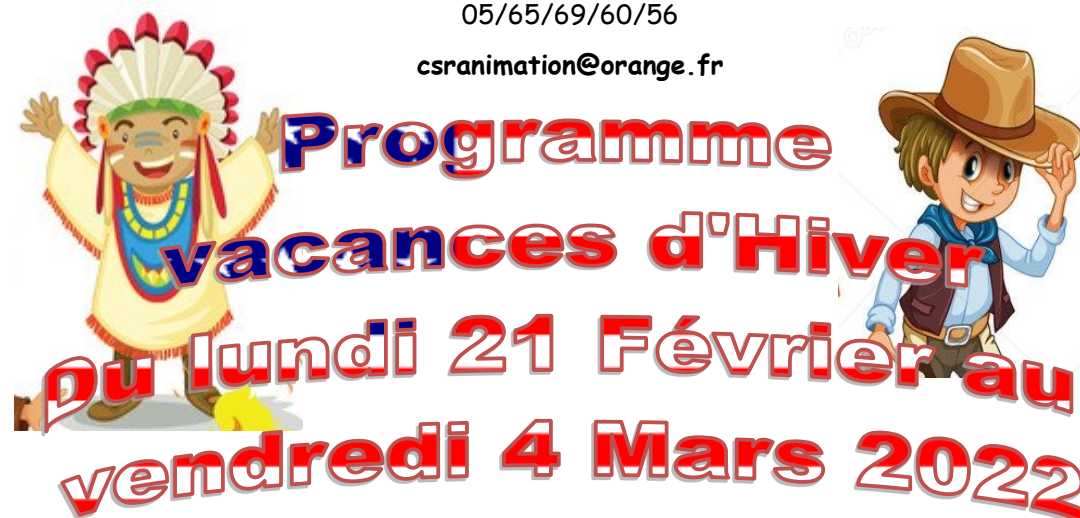 05/65/69/60/56
csranimation@orange.fr
Programme
vacances d'Hiver
Du lundi 21 Février au
vendredi 4 Mars 2022